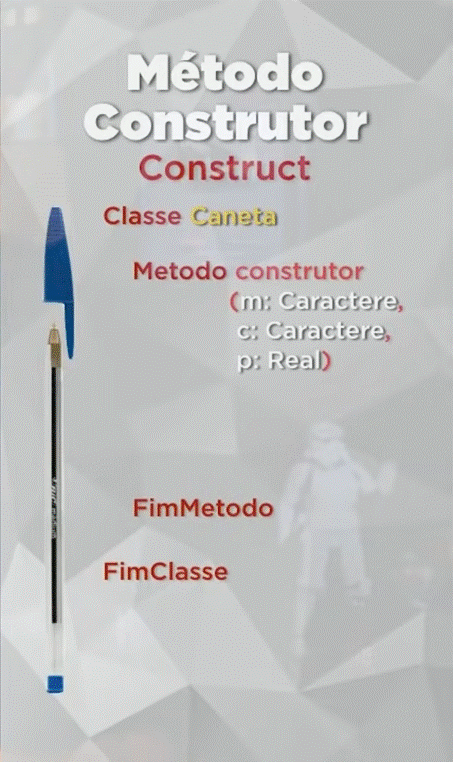 Método
Construtor
Construct
Classe Caneta
Metodo construtor
(m: Caractere,
c: Caractere,
p: Real)
FimMetodo
FimClasse